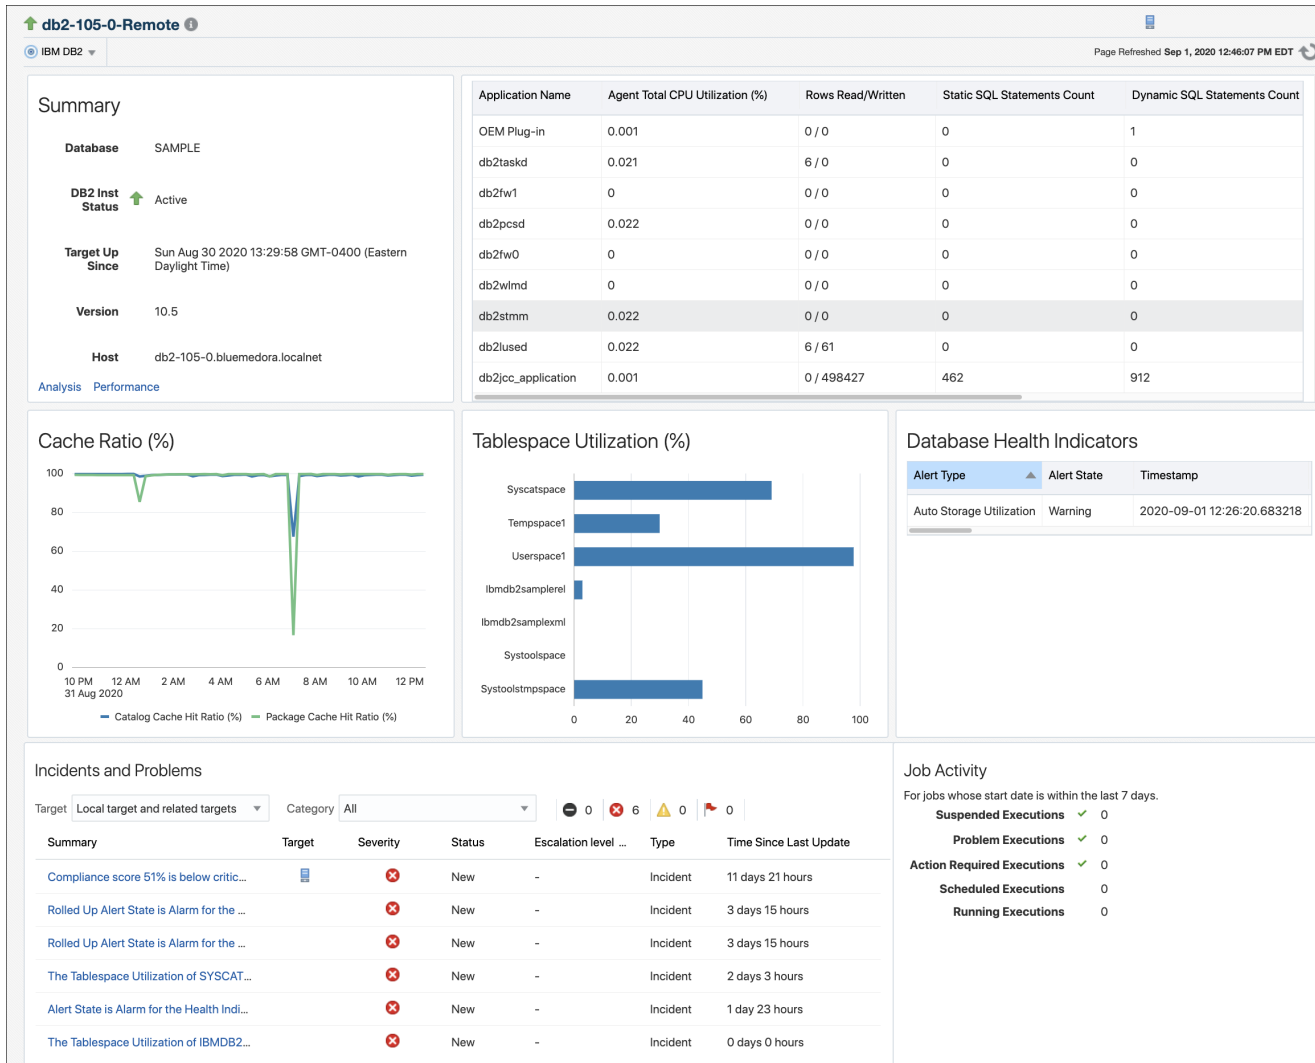 db2-105-0-Remote
IBM DB2
Page Refreshed Sep 1, 2020 12:46:07 PM EDT
Summary
Database SAMPLE
DB2 Inst Status Active
Target Up Since Sun Aug 30 2020 13:29:58 GMT-0400 (Eastern Daylight Time)
Version 10.5
Host db2-105-0.bluemedora.localnet
Analysis Performance
Application Name Agent Total CPU Utilization (%) Rows Read/Written Static SQL Statements Count Dynamic SQL Statements Count
OEM Plug-in 0.001 0 / 0 0 1
db2taskd 0.021 6 / 0 0 0
db2fw1 0 0 / 0 0 0
db2pcsd 0.022 0 / 0 0 0
db2fw0 0 0 / 0 0 0
db2wlmd 0 0 / 0 0 0
db2stmm 0.022 0 / 0 0 0
db2lused 0.022 6 / 61 0 0
db2jcc_application 0.001 0 / 498427 462 912
Cache Ratio (%)
100
80
60
40
20
0
10 PM 12 AM 2 AM 4 AM 6 AM 8 AM 10 AM 12 PM
31 Aug 2020
Catalog Cache Hit Ratio (%) Package Cache Hit Ratio (%)
Tablespace Utilization (%)
Syscatspace
Tempspace1
Userspace1
Ibmdb2samplerel
Ibmdb2samplexml
Systoolspace
Systoolstmpspace
0 20 40 60 80 100
Database Health Indicators
Alert Type Alert State Timestamp
Auto Storage Utilization Warning 2020-09-01 12:26:20.683218
Incidents and Problems
Target Local target and related targets Category All 0 6 0 0
Summary Target Severity Status Escalation level ... Type Time Since Last Update
Compliance score 51% is below critic... New - Incident 11 days 21 hours
Rolled Up Alert State is Alarm for the ... New - Incident 3 days 15 hours
Rolled Up Alert State is Alarm for the ... New - Incident 3 days 15 hours
The Tablespace Utilization of SYSCAT... New - Incident 2 days 3 hours
Alert State is Alarm for the Health Indi... New - Incident 1 day 23 hours
The Tablespace Utilization of IBMDB2... New - Incident 0 days 0 hours
Job Activity
For jobs whose start date is within the last 7 days.
Suspended Executions 0
Problem Executions 0
Action Required Executions 0
Scheduled Executions 0
Running Executions 0